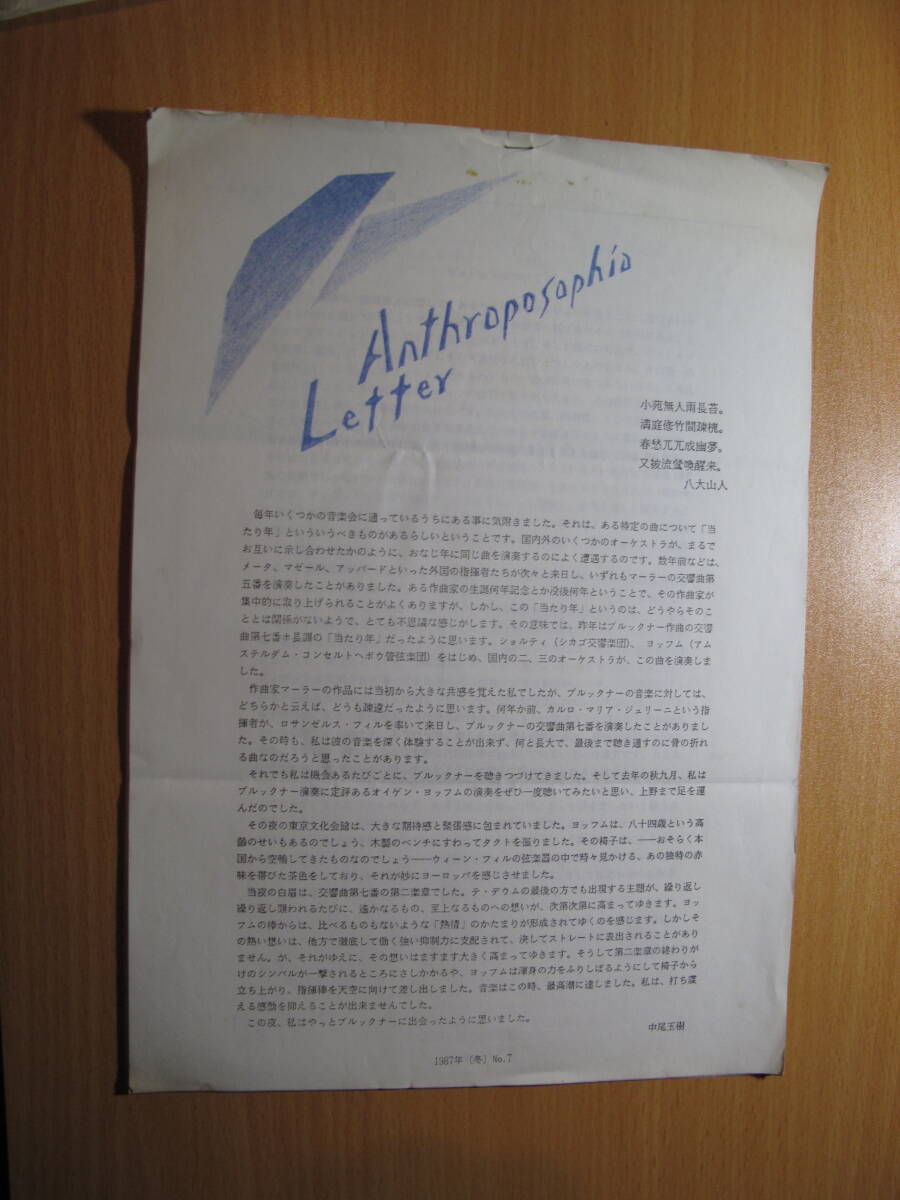 Anthroposophia
Letter
小苑無人雨長苔。
満庭修竹間疎槐。
春愁兀兀成幽夢。
又被流鶯喚醒来。
八大山人
毎年いくつかの音楽会に通っているうちにある事に気附きました。それは、ある特定の曲について「当
たり年」といういうべきものがあるらしいということです。国内外のいくつかのオーケストラが、まるで
お互いに示し合わせたかのように、おなじ年に同じ曲を演奏するのによく遭遇するのです。数年前などは、
メータ、マゼール、アッバードといった外国の指揮者たちが次々と来日し、いずれもマーラーの交響曲第
五番を演奏したことがありました。ある作曲家の生誕何年記念とか没後何年ということで、その作曲家が
集中的に取り上げられることがよくありますが、しかし、この「当たり年」というのは、どうやらそのこ
ととは関係がないようで、とても不思議な感じがします。その意味では、昨年はブルックナー作曲の交響
曲第七番ホ長調の「当たり年」だったように思います。ショルティ（シカゴ交響楽団）、ヨッフム（アム
ステルダム・コンセルトヘボウ管弦楽団）をはじめ、国内の二、三のオーケストラが、この曲を演奏しま
した。
作曲家マーラーの作品には当初から大きな共感を覚えた私でしたが、ブルックナーの音楽に対しては、
どちらかと云えば、どうも疎遠だったように思います。何年か前、カルロ・マリア・ジュリーニという指
揮者が、ロサンゼルス・フィルを率いて来日し、ブルックナーの交響曲第七番を演奏したことがありまし
た。その時も、私は彼の音楽を深く体験することが出来ず、何と長大で、最後まで聴き通すのに骨の折れ
る曲なのだろうと思ったことがあります。
それでも私は機会あるたびごとに、ブルックナーを聴きつづけてきました。そして去年の秋九月、私は
ブルックナー演奏に定評あるオイゲン・ヨッフムの演奏をぜひ一度聴いてみたいと思い、上野まで足を運
んだのでした。
その夜の東京文化会館は、大きな期待感と緊張感に包まれていました。ヨッフムは、八十四歳という高
齢のせいもあるのでしょう、木製のベンチにすわってタクトを振りました。その椅子は、――おそらく本
国から空輸してきたものなのでしょう――ウィーン・フィルの弦楽器の中で時々見かける、あの独特の赤
味を帯びた茶色をしており、それが妙にヨーロッパを感じさせました。
当夜の白眉は、交響曲第七番の第二楽章でした。テ・デウムの最後の方でも出現する主題が、繰り返し
繰り返し顕われるたびに、遥かなるもの、至上なるものへの想いが、次第次第に高まってゆきます。ヨッ
フムの棒からは、比べるものもないような「熱情」のかたまりが形成されてゆくのを感じます。しかしそ
の熱い想いは、他方で徹底して働く強い抑制力に支配されて、決してストレートに表出されることがあり
ません。が、それがゆえに、その想いはますます大きく高まってゆきます。そうして第二楽章の終わりが
けのシンバルが一撃されるところにさしかかるや、ヨッフムは渾身の力をふりしぼるようにして椅子から
立ち上がり、指揮棒を天空に向けて差し出しました。音楽はこの時、最高潮に達しました。私は、打ち震
える感動を抑えることが出来ませんでした。
この夜、私はやっとブルックナーに出会ったように思いました。
中尾玉樹
1987年〔冬〕No.7